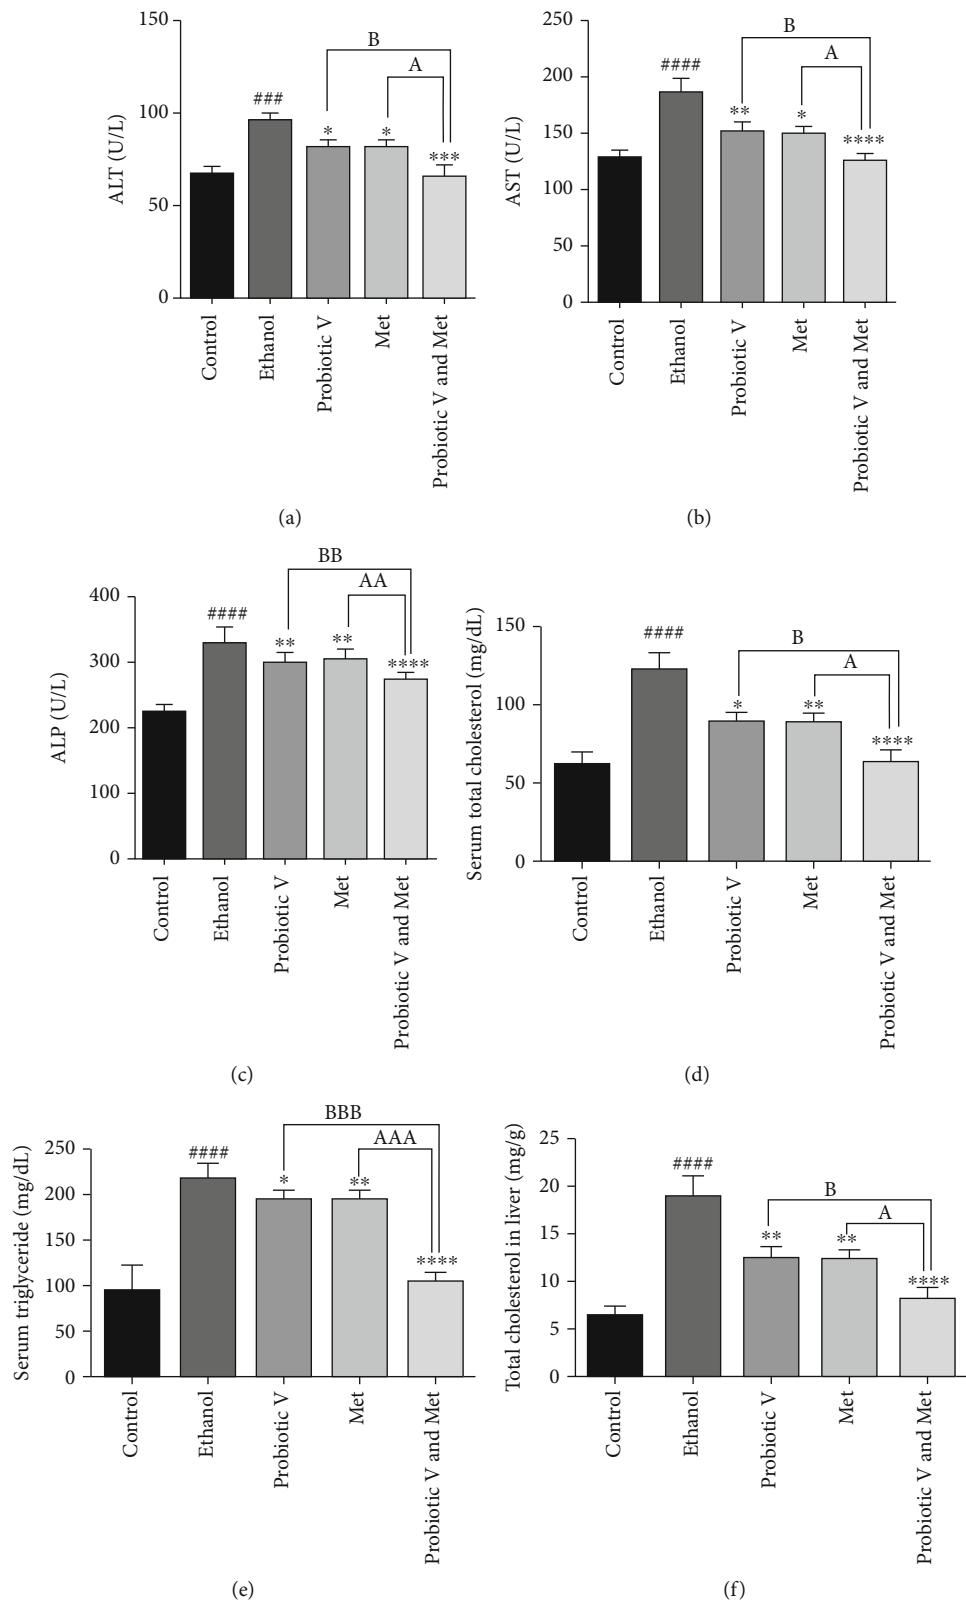 ALT (U/L)
150
100
50
0
###
*
*
***
B
A
Control
Ethanol
Probiotic V
Met
Probiotic V and Met
(a)
AST (U/L)
250
200
150
100
50
0
####
**
*
****
B
A
Control
Ethanol
Probiotic V
Met
Probiotic V and Met
(b)
ALP (U/L)
400
300
200
100
0
####
**
**
****
BB
AA
Control
Ethanol
Probiotic V
Met
Probiotic V and Met
(c)
Serum total cholesterol (mg/dL)
150
100
50
0
####
*
**
****
B
A
Control
Ethanol
Probiotic V
Met
Probiotic V and Met
(d)
Serum triglyceride (mg/dL)
250
200
150
100
50
0
####
*
**
****
BBB
AAA
Control
Ethanol
Probiotic V
Met
Probiotic V and Met
(e)
Total cholesterol in liver (mg/g)
25
20
15
10
5
0
####
**
**
****
B
A
Control
Ethanol
Probiotic V
Met
Probiotic V and Met
(f)